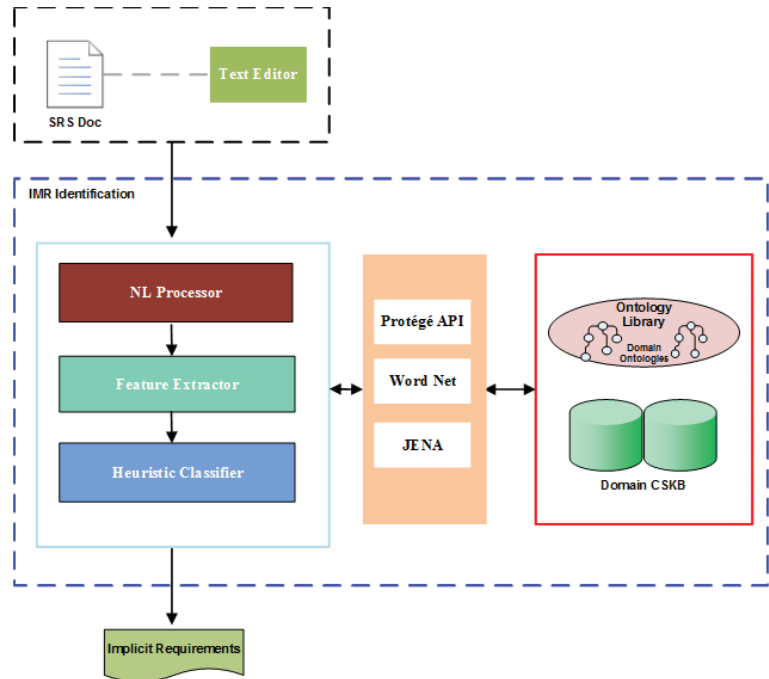 Text Editor
SRS Doc
IMR Identification
NL Processor
Feature Extractor
Heuristic Classifier
Protégé API
Word Net
JENA
Ontology
Library
Domain
Ontologies
Domain CSKB
Implicit Requirements